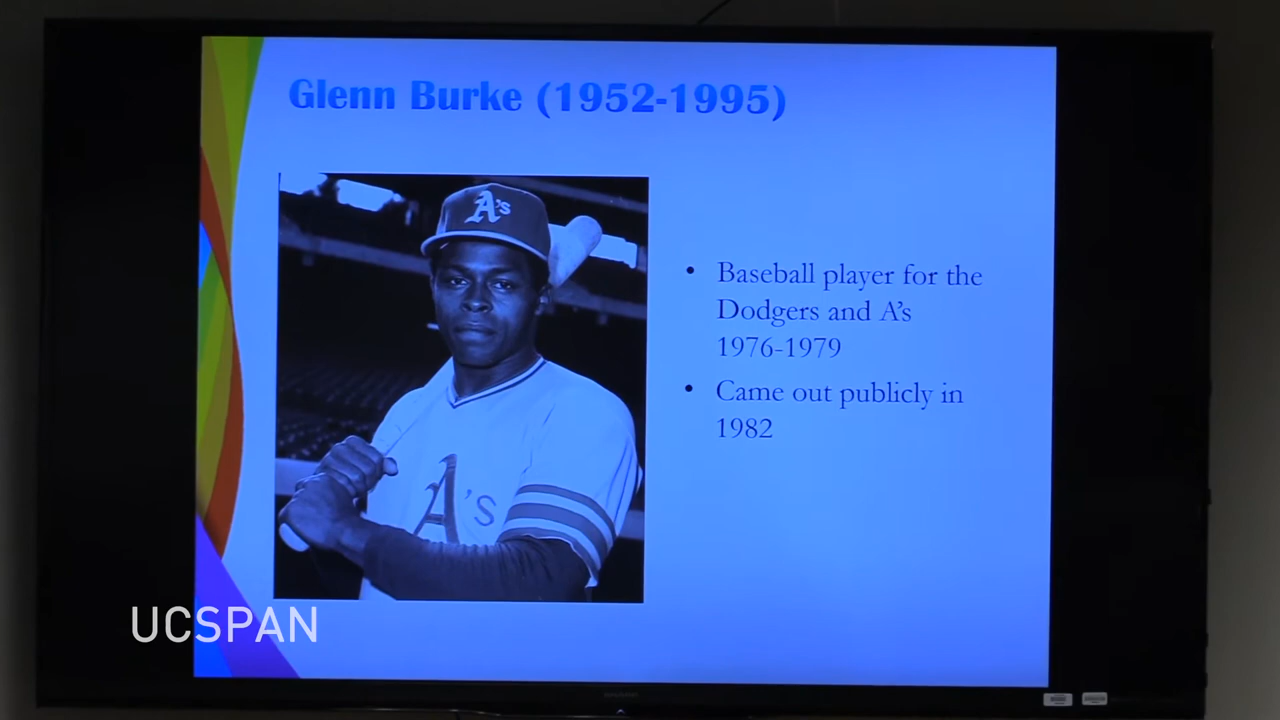 Glenn Burke (1952-1995)
A's
A's
• Baseball player for the
Dodgers and A's
1976-1979
• Came out publicly in
1982
UCSPAN